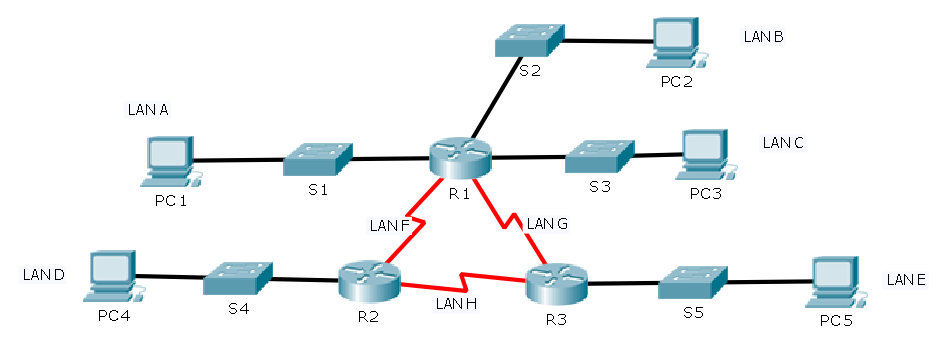 LAN B
S2
PC2
LAN A
LAN C
PC1
S1
R1
S3
PC3
LAN F
LAN G
LAN D
LAN E
PC4
S4
R2
LAN H
R3
S5
PC5